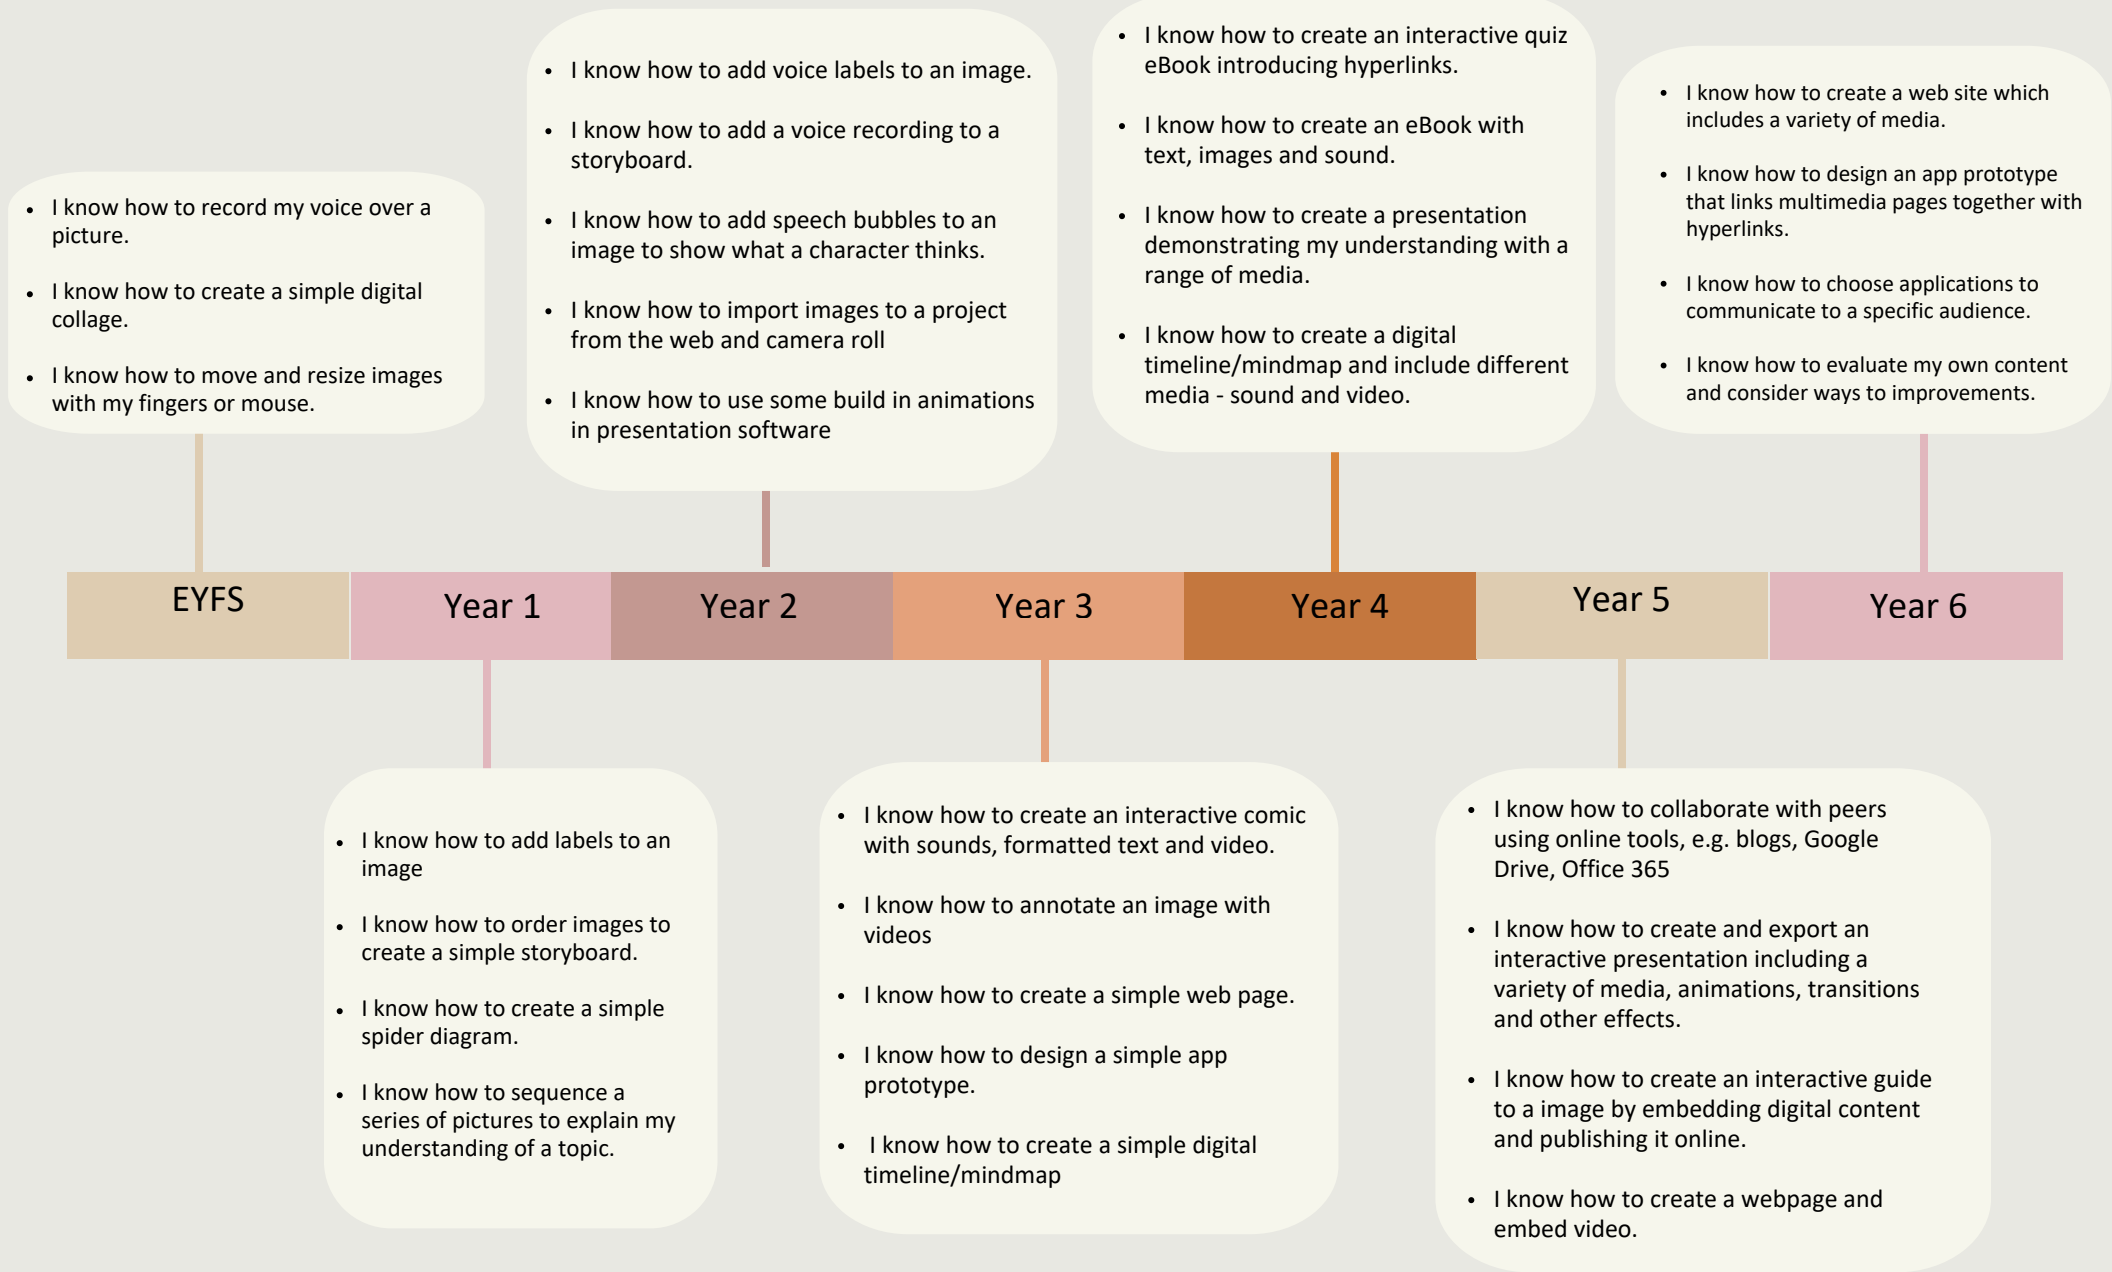 • I know how to record my voice over a
picture.
• I know how to create a simple digital
collage.
• I know how to move and resize images
with my fingers or mouse.
• I know how to add voice labels to an image.
• I know how to add a voice recording to a
storyboard.
• I know how to add speech bubbles to an
image to show what a character thinks.
• I know how to import images to a project
from the web and camera roll
• I know how to use some build in animations
in presentation software
• I know how to create an interactive quiz
eBook introducing hyperlinks.
• I know how to create an eBook with
text, images and sound.
• I know how to create a presentation
demonstrating my understanding with a
range of media.
• I know how to create a digital
timeline/mindmap and include different
media - sound and video.
• I know how to create a web site which
includes a variety of media.
• I know how to design an app prototype
that links multimedia pages together with
hyperlinks.
• I know how to choose applications to
communicate to a specific audience.
• I know how to evaluate my own content
and consider ways to improvements.
EYFS
Year 1
Year 2
Year 3
Year 4
Year 5
Year 6
• I know how to add labels to an
image
• I know how to order images to
create a simple storyboard.
• I know how to create a simple
spider diagram.
• I know how to sequence a
series of pictures to explain my
understanding of a topic.
• I know how to create an interactive comic
with sounds, formatted text and video.
• I know how to annotate an image with
videos
• I know how to create a simple web page.
• I know how to design a simple app
prototype.
• I know how to create a simple digital
timeline/mindmap
• I know how to collaborate with peers
using online tools, e.g. blogs, Google
Drive, Office 365
• I know how to create and export an
interactive presentation including a
variety of media, animations, transitions
and other effects.
• I know how to create an interactive guide
to a image by embedding digital content
and publishing it online.
• I know how to create a webpage and
embed video.